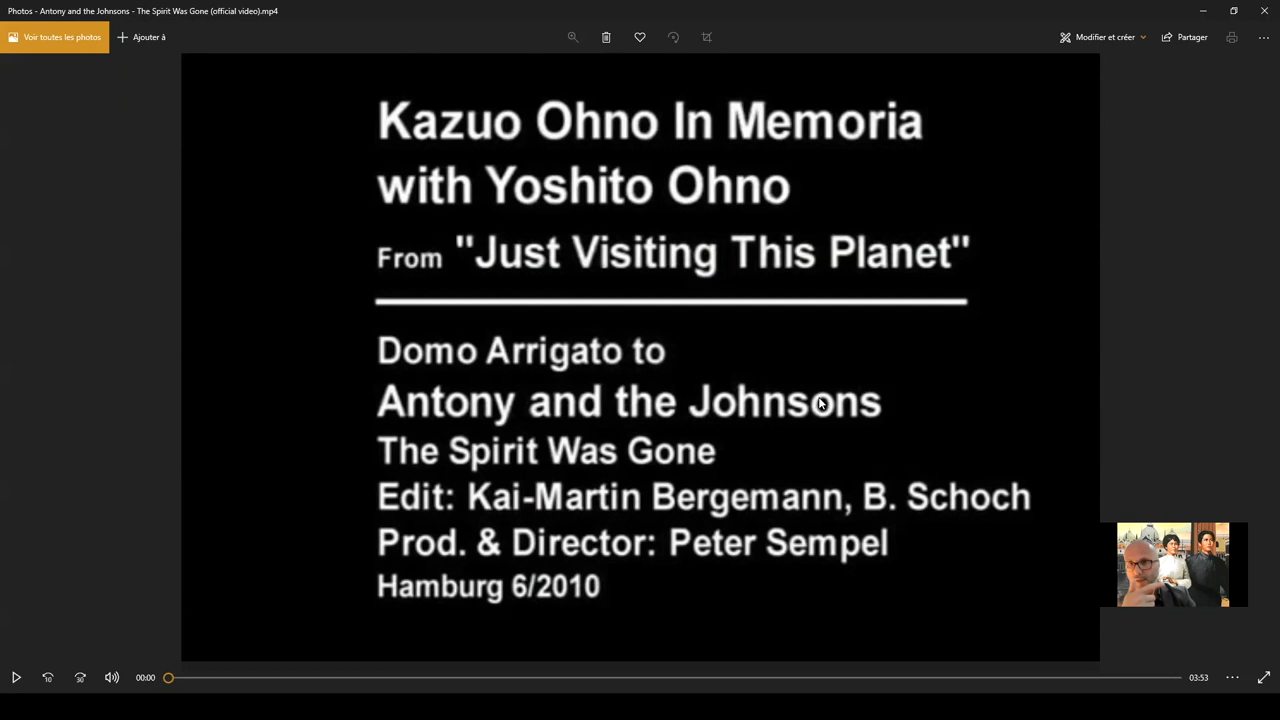 Photos - Antony and the Johnsons - The Spirit Was Gone (official video).mp4
Voir toutes les photos
Ajouter à
Modifier et créer
Partager
Kazuo Ohno In Memoria
with Yoshito Ohno
From "Just Visiting This Planet"
Domo Arrigato to
Antony and the Johnsons
The Spirit Was Gone
Edit: Kai-Martin Bergemann, B. Schoch
Prod. & Director: Peter Sempel
Hamburg 6/2010
10
30
00:00
03:53